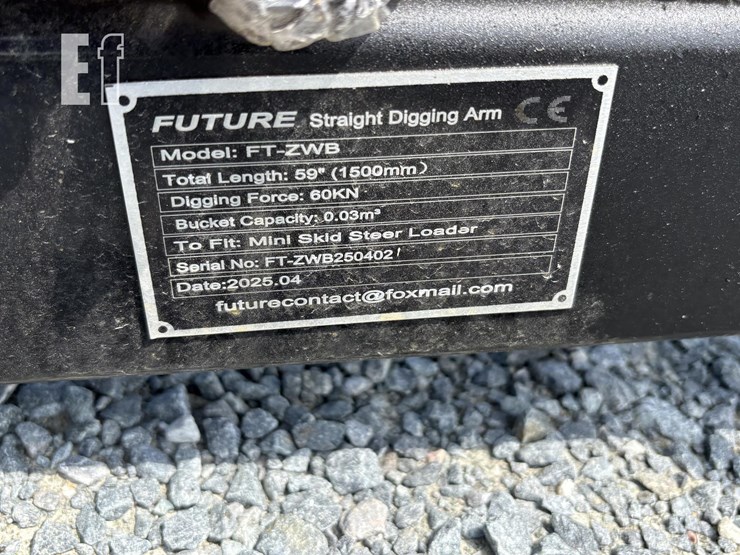 Ef
FUTURE Straight Digging Arm CE
Model: FT-ZWB
Total Length: 59" (1500mm)
Digging Force: 60KN
Bucket Capacity: 0.03m³
To Fit: Mini Skid Steer Loader
Serial No: FT-ZWB250402
Date:2025.04
futurecontact@foxmail.com